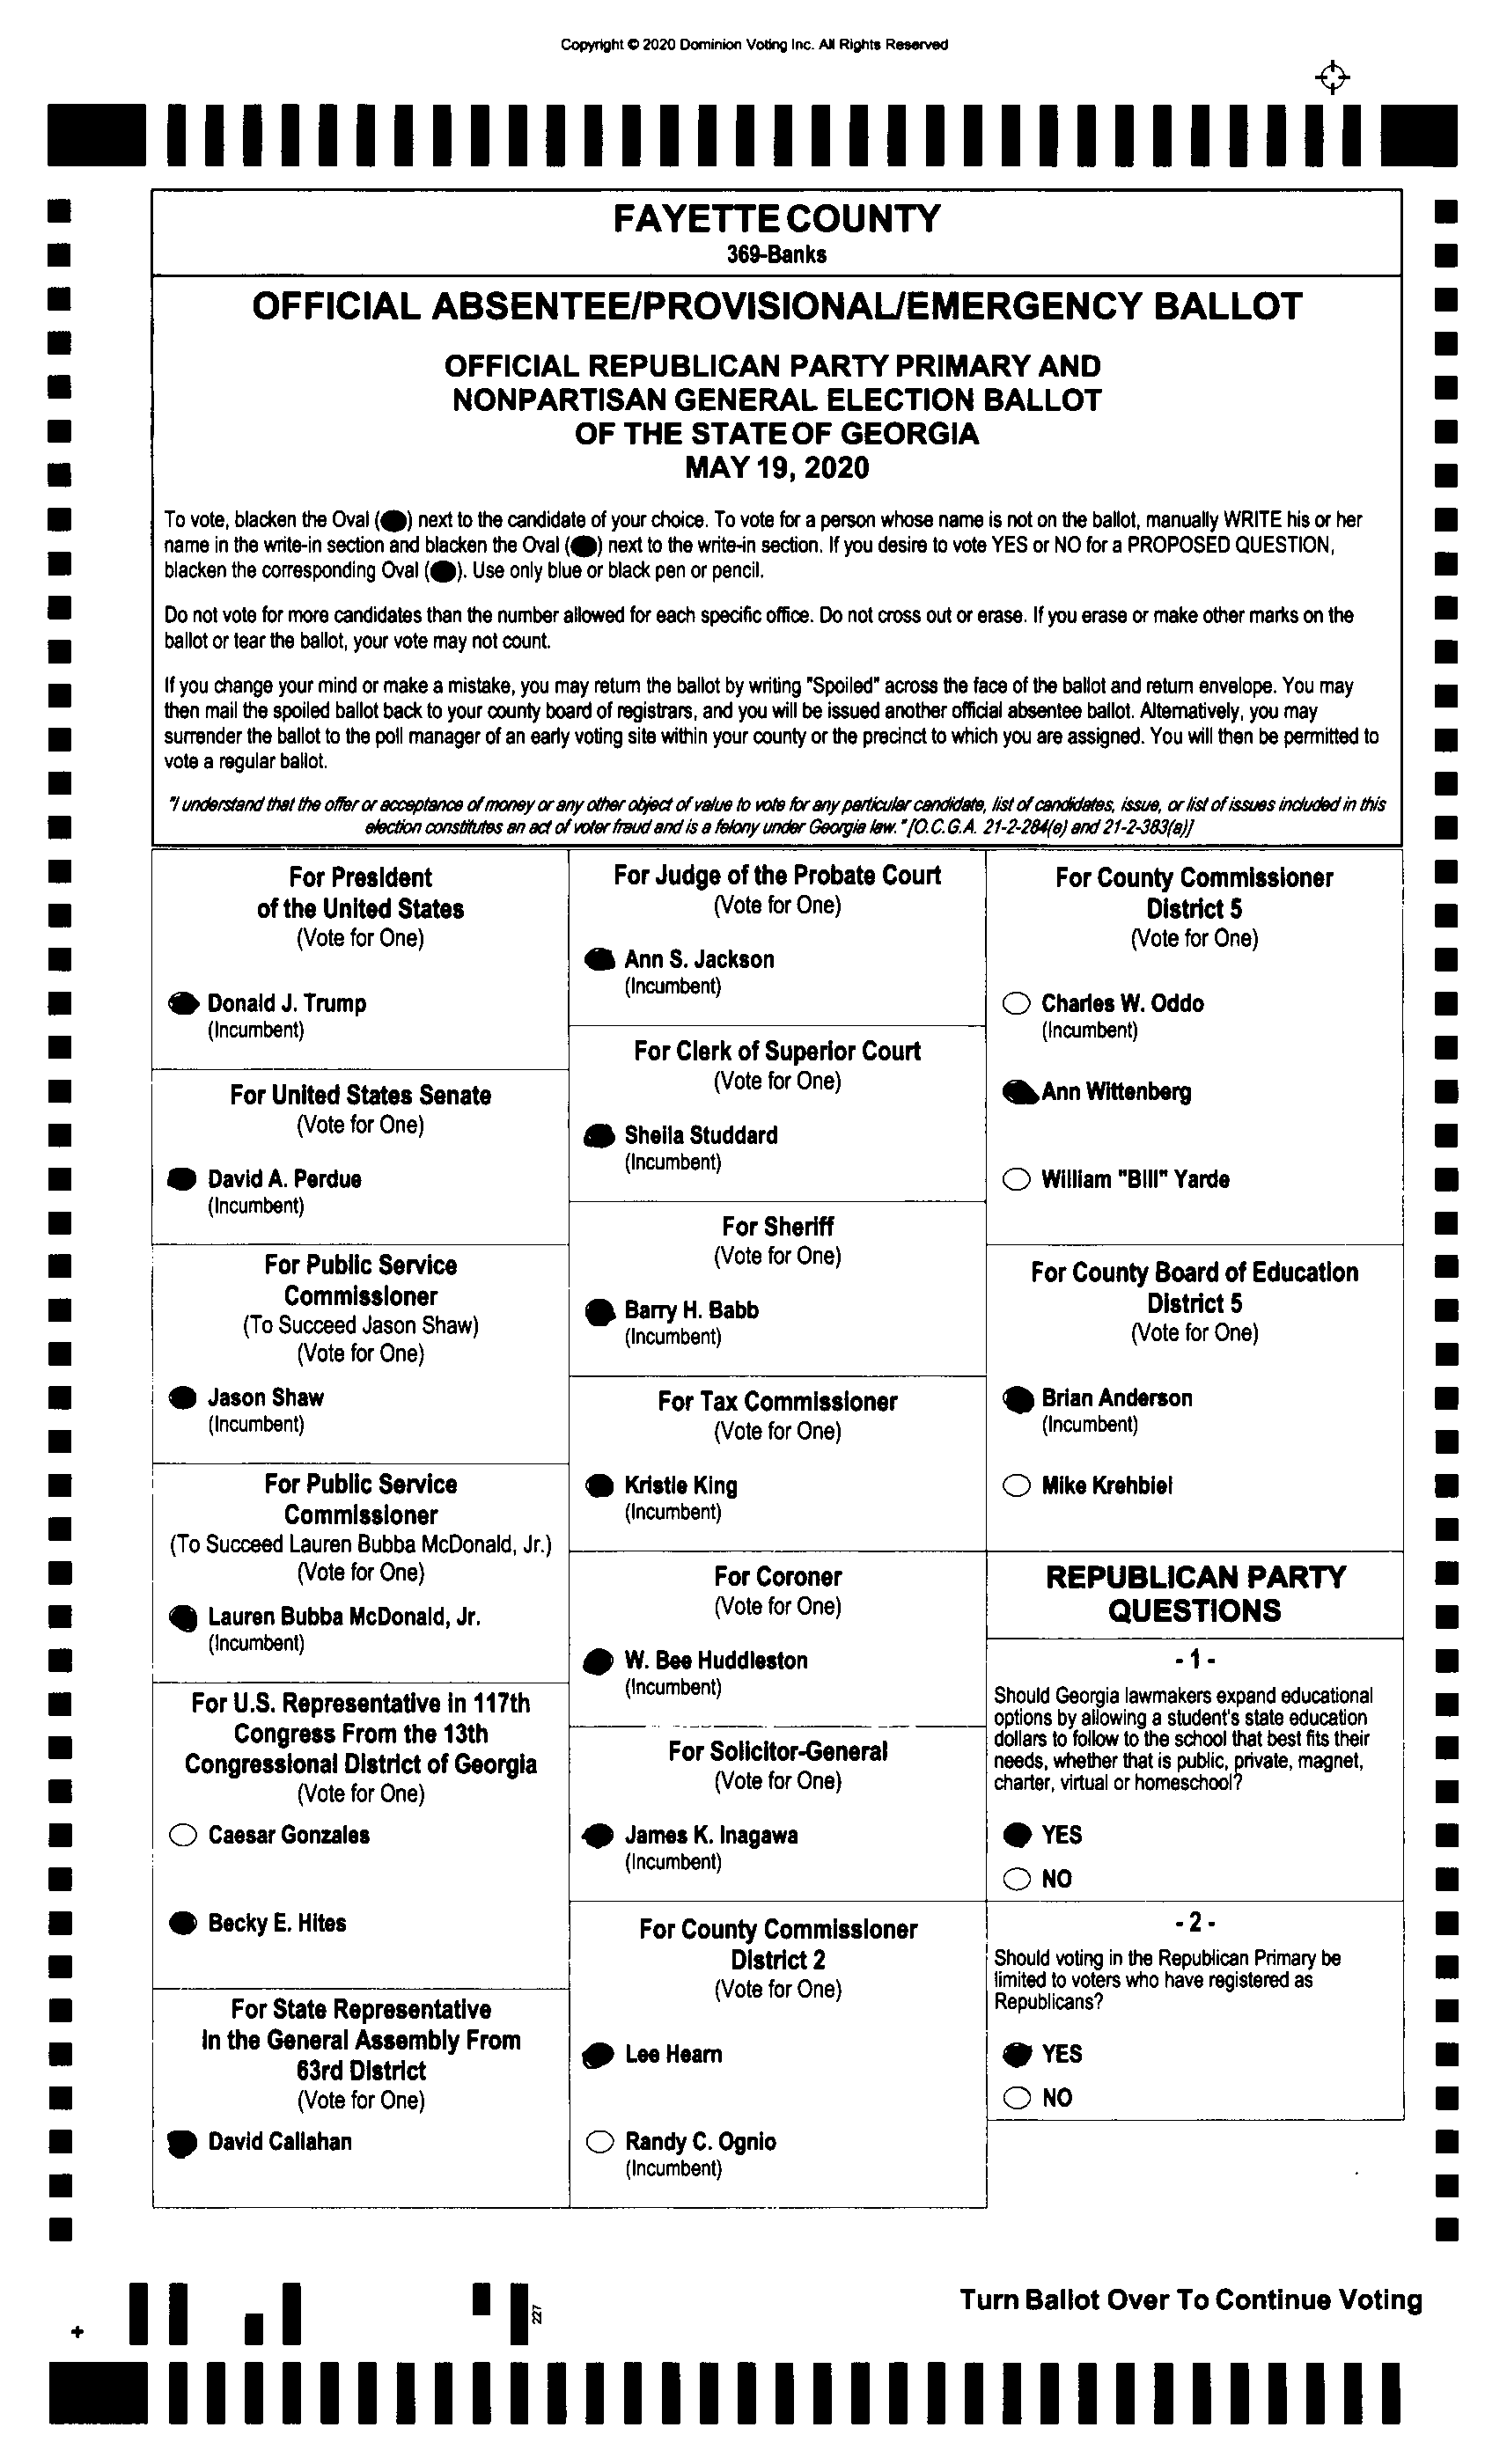 Copyright © 2020 Dominion Voting Inc. All Rights Reserved
FAYETTE COUNTY
369-Banks
OFFICIAL ABSENTEE/PROVISIONAL/EMERGENCY BALLOT
OFFICIAL REPUBLICAN PARTY PRIMARY AND
NONPARTISAN GENERAL ELECTION BALLOT
OF THE STATE OF GEORGIA
MAY 19, 2020
To vote, blacken the Oval ( ) next to the candidate of your choice. To vote for a person whose name is not on the ballot, manually WRITE his or her
name in the write-in section and blacken the Oval ( ) next to the write-in section. If you desire to vote YES or NO for a PROPOSED QUESTION,
blacken the corresponding Oval ( ). Use only blue or black pen or pencil.
Do not vote for more candidates than the number allowed for each specific office. Do not cross out or erase. If you erase or make other marks on the
ballot or tear the ballot, your vote may not count.
If you change your mind or make a mistake, you may return the ballot by writing "Spoiled" across the face of the ballot and return envelope. You may
then mail the spoiled ballot back to your county board of registrars, and you will be issued another official absentee ballot. Alternatively, you may
surrender the ballot to the poll manager of an early voting site within your county or the precinct to which you are assigned. You will then be permitted to
vote a regular ballot.
"I understand that the offer or acceptance of money or any other object of value to vote for any particular candidate, list of candidates, issue, or list of issues included in this
election constitutes an act of voter fraud and is a felony under Georgia law." [O.C.G.A. 21-2-284(e) and 21-2-383(a)]
For President
of the United States
(Vote for One)
Donald J. Trump
(Incumbent)
For United States Senate
(Vote for One)
David A. Perdue
(Incumbent)
For Public Service
Commissioner
(To Succeed Jason Shaw)
(Vote for One)
Jason Shaw
(Incumbent)
For Public Service
Commissioner
(To Succeed Lauren Bubba McDonald, Jr.)
(Vote for One)
Lauren Bubba McDonald, Jr.
(Incumbent)
For U.S. Representative in 117th
Congress From the 13th
Congressional District of Georgia
(Vote for One)
Caesar Gonzales
Becky E. Hites
For State Representative
In the General Assembly From
63rd District
(Vote for One)
David Callahan
For Judge of the Probate Court
(Vote for One)
Ann S. Jackson
(Incumbent)
For Clerk of Superior Court
(Vote for One)
Sheila Studdard
(Incumbent)
For Sheriff
(Vote for One)
Barry H. Babb
(Incumbent)
For Tax Commissioner
(Vote for One)
Kristie King
(Incumbent)
For Coroner
(Vote for One)
W. Bee Huddleston
(Incumbent)
For Solicitor-General
(Vote for One)
James K. Inagawa
(Incumbent)
For County Commissioner
District 2
(Vote for One)
Lee Hearn
Randy C. Ognio
(Incumbent)
For County Commissioner
District 5
(Vote for One)
Charles W. Oddo
(Incumbent)
Ann Wittenberg
William "Bill" Yarde
For County Board of Education
District 5
(Vote for One)
Brian Anderson
(Incumbent)
Mike Krehbiel
REPUBLICAN PARTY
QUESTIONS
- 1 -
Should Georgia lawmakers expand educational
options by allowing a student's state education
dollars to follow to the school that best fits their
needs, whether that is public, private, magnet,
charter, virtual or homeschool?
YES
NO
- 2 -
Should voting in the Republican Primary be
limited to voters who have registered as
Republicans?
YES
NO
227
Turn Ballot Over To Continue Voting